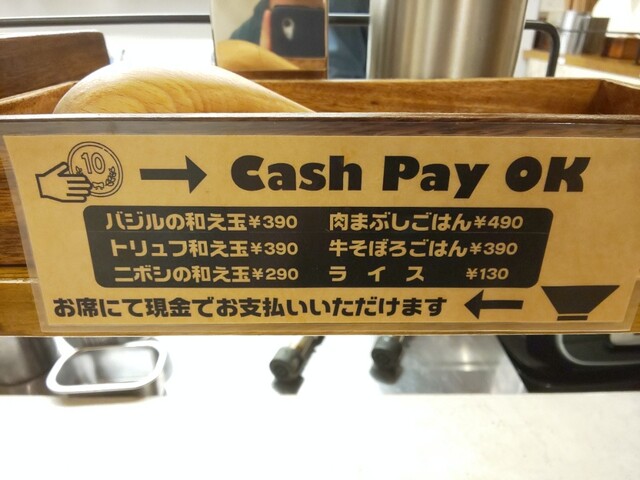 10
Cash Pay OK
バジルの和え玉¥390 肉まぶしごはん¥490
トリュフ和え玉¥390 牛そぼろごはん¥390
ニボシの和え玉¥290 ライス ¥130
お席にて現金でお支払いいただけます